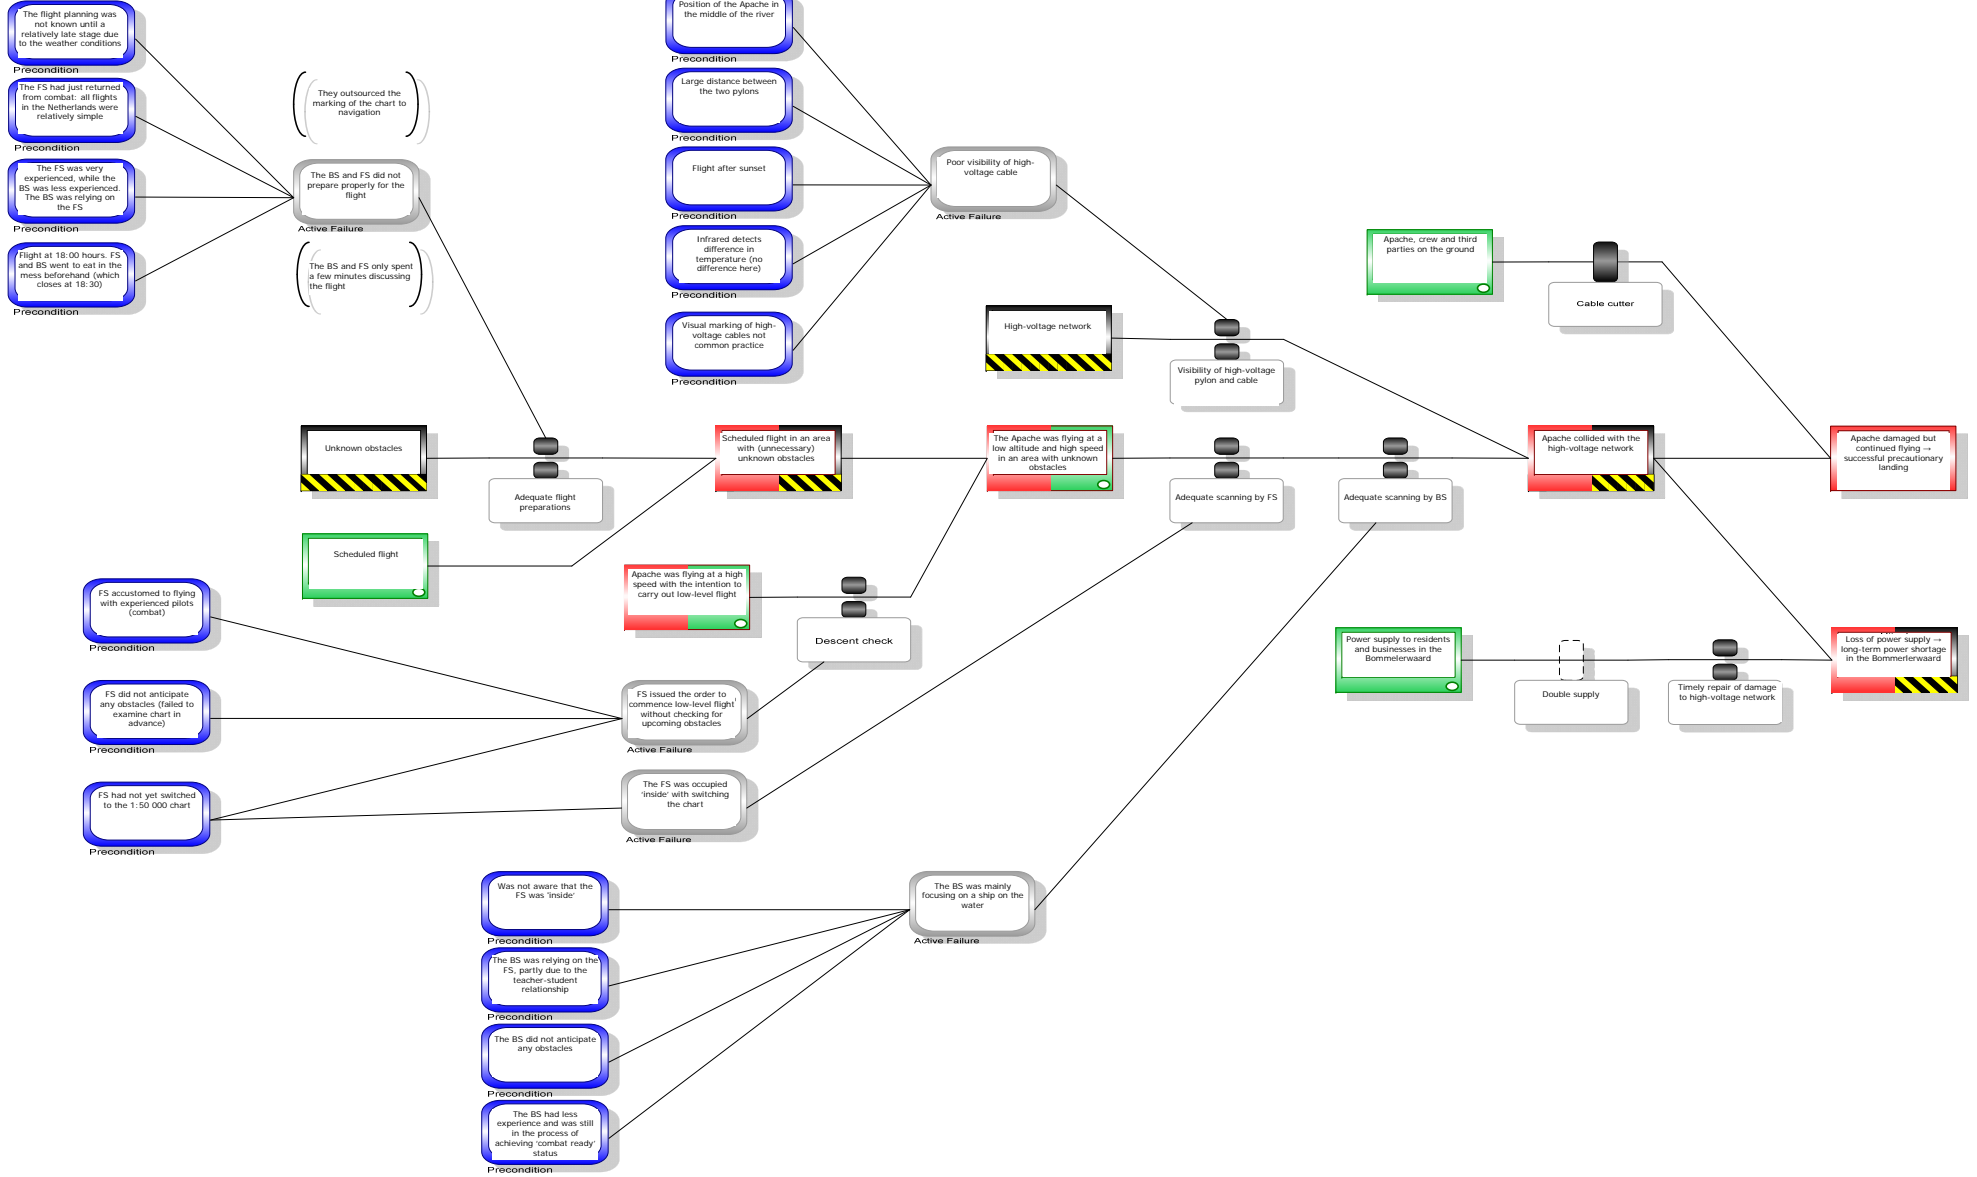 The flight planning was
not known until a
relatively late stage due
to the weather conditions
Precondition
The FS had just returned
from combat: all flights
in the Netherlands were
relatively simple
Precondition
The FS was very
experienced, while the
BS was less experienced.
The BS was relying on
the FS
Precondition
Flight at 18:00 hours. FS
and BS went to eat in the
mess beforehand (which
closes at 18:30)
Precondition
They outsourced the
marking of the chart to
navigation
The BS and FS did not
prepare properly for the
flight
Active Failure
The BS and FS only spent
a few minutes discussing
the flight
Position of the Apache in
the middle of the river
Precondition
Large distance between
the two pylons
Precondition
Flight after sunset
Precondition
Infrared detects
difference in
temperature (no
difference here)
Precondition
Visual marking of high-
voltage cables not
common practice
Precondition
Poor visibility of high-
voltage cable
Active Failure
High-voltage network
Visibility of high-voltage
pylon and cable
Apache, crew and third
parties on the ground
Cable cutter
Unknown obstacles
Adequate flight
preparations
Scheduled flight
Scheduled flight in an area
with (unnecessary)
unknown obstacles
The Apache was flying at a
low altitude and high speed
in an area with unknown
obstacles
Adequate scanning by FS
Adequate scanning by BS
Apache collided with the
high-voltage network
Apache damaged but
continued flying →
successful precautionary
landing
Apache was flying at a high
speed with the intention to
carry out low-level flight
Descent check
Power supply to residents
and businesses in the
Bommelerwaard
Double supply
Timely repair of damage
to high-voltage network
Loss of power supply →
long-term power shortage
in the Bommerlerwaard
FS accustomed to flying
with experienced pilots
(combat)
Precondition
FS did not anticipate
any obstacles (failed to
examine chart in
advance)
Precondition
FS had not yet switched
to the 1:50 000 chart
Precondition
FS issued the order to
commence low-level flight
without checking for
upcoming obstacles
Active Failure
The FS was occupied
'inside' with switching
the chart
Active Failure
Was not aware that the
FS was 'inside'
Precondition
The BS was relying on the
FS, partly due to the
teacher-student
relationship
Precondition
The BS did not anticipate
any obstacles
Precondition
The BS had less
experience and was still
in the process of
achieving 'combat ready'
status
Precondition
The BS was mainly
focusing on a ship on the
water
Active Failure